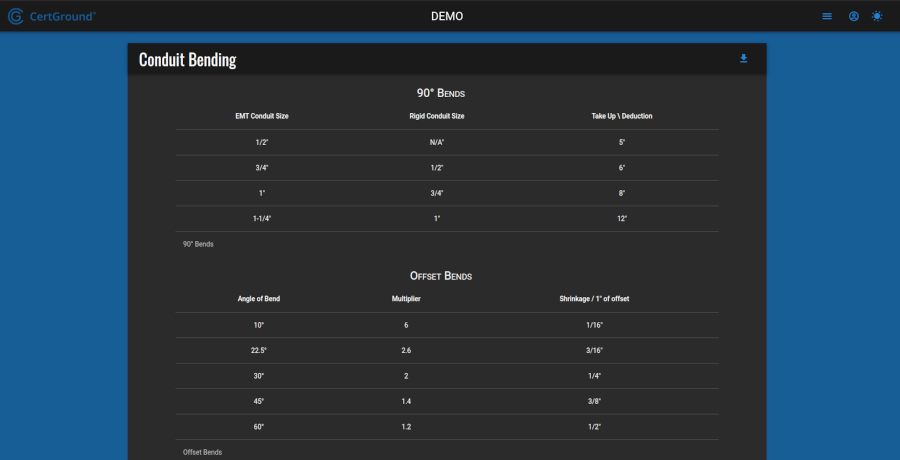 CertGround™
DEMO
Conduit Bending
90° Bends
EMT Conduit Size Rigid Conduit Size Take Up \ Deduction
1/2" N/A" 5"
3/4" 1/2" 6"
1" 3/4" 8"
1-1/4" 1" 12"
90° Bends
Offset Bends
Angle of Bend Multiplier Shrinkage / 1" of offset
10° 6 1/16"
22.5° 2.6 3/16"
30° 2 1/4"
45° 1.4 3/8"
60° 1.2 1/2"
Offset Bends